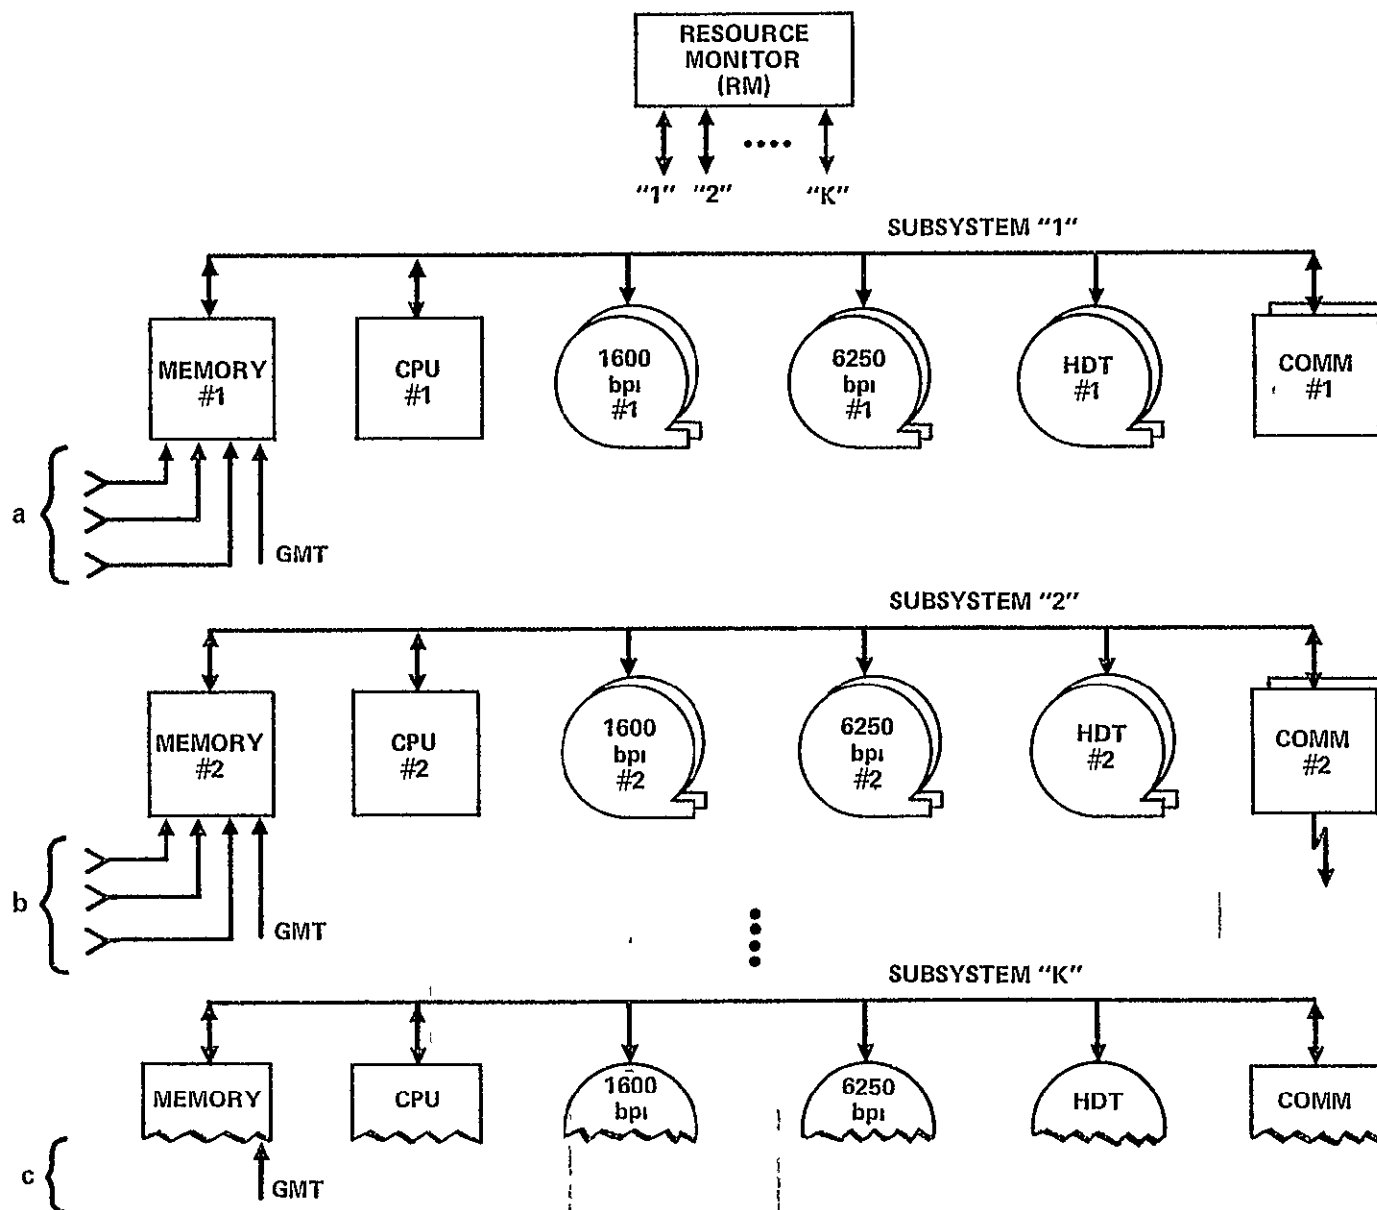 RESOURCE
MONITOR
(RM)
"1" "2" "K"
SUBSYSTEM "1"
MEMORY
#1
CPU
#1
1600
bpi
#1
6250
bpi
#1
HDT
#1
COMM
#1
a
GMT
SUBSYSTEM "2"
MEMORY
#2
CPU
#2
1600
bpi
#2
6250
bpi
#2
HDT
#2
COMM
#2
b
GMT
SUBSYSTEM "K"
MEMORY
CPU
1600
bpi
6250
bpi
HDT
COMM
c
GMT